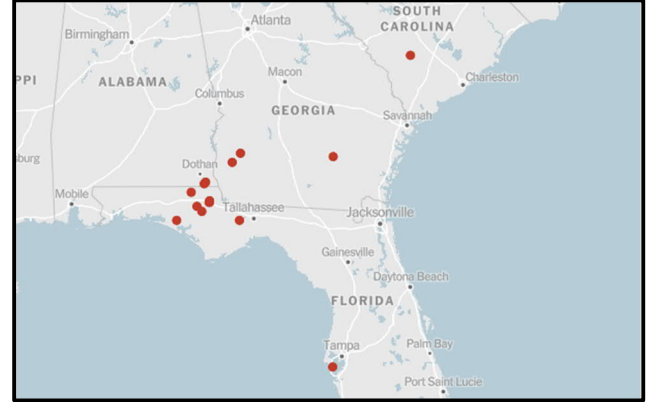 SOUTH
CAROLINA
Atlanta
Birmingham
PPI
ALABAMA
Macon
Charleston
Columbus
GEORGIA
Savannah
sburg
Dothan
Mobile
Tallahassee
Jacksonville
Gainesville
Daytona Beach
FLORIDA
Tampa
Palm Bay
Port Saint Lucie